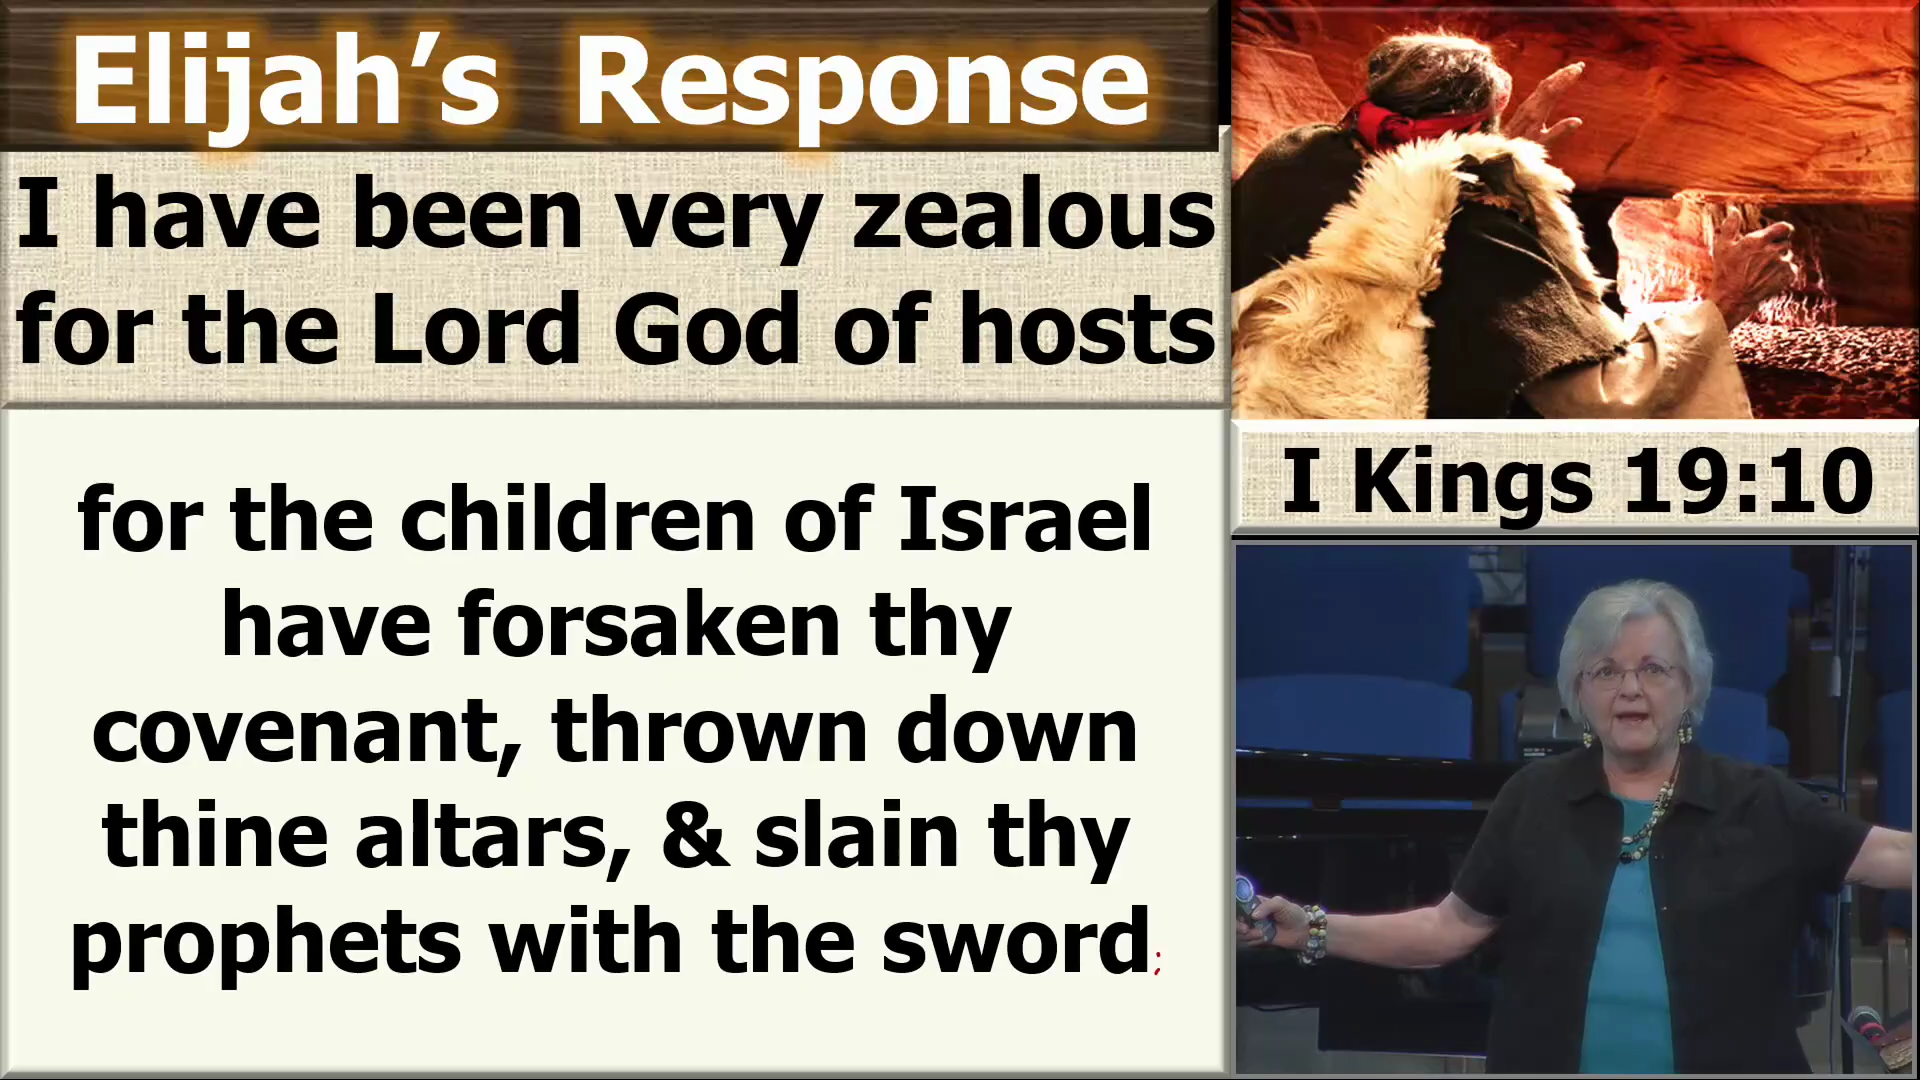 Elijah’s Response
I have been very zealous
for the Lord God of hosts
for the children of Israel
have forsaken thy
covenant, thrown down
thine altars, & slain thy
prophets with the sword;
I Kings 19:10